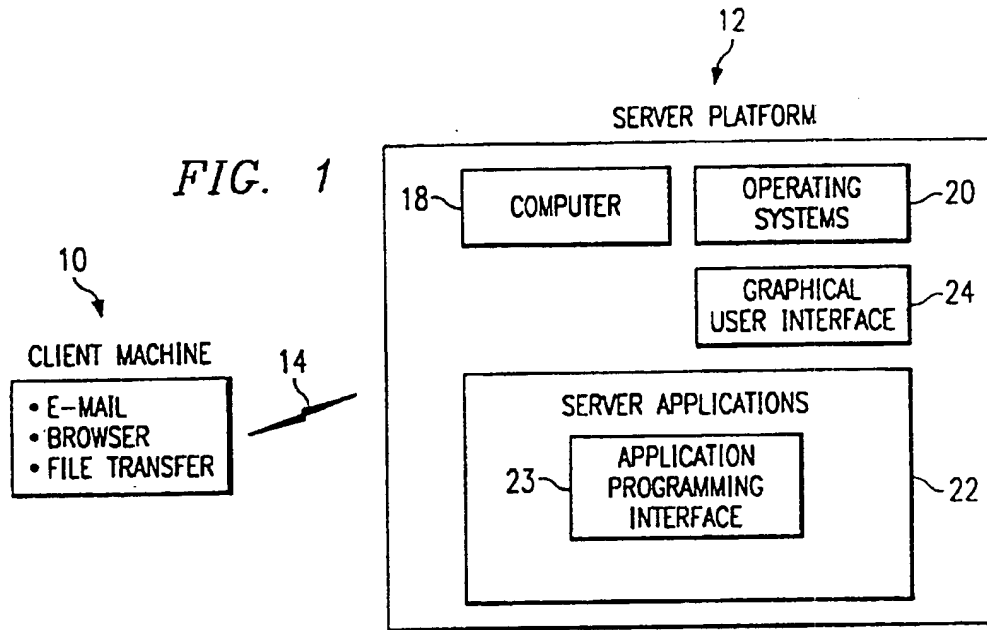 12
SERVER PLATFORM
FIG. 1
18
COMPUTER
OPERATING
SYSTEMS
20
10
GRAPHICAL
USER INTERFACE
24
CLIENT MACHINE
14
• E-MAIL
• BROWSER
• FILE TRANSFER
SERVER APPLICATIONS
23
APPLICATION
PROGRAMMING
INTERFACE
22